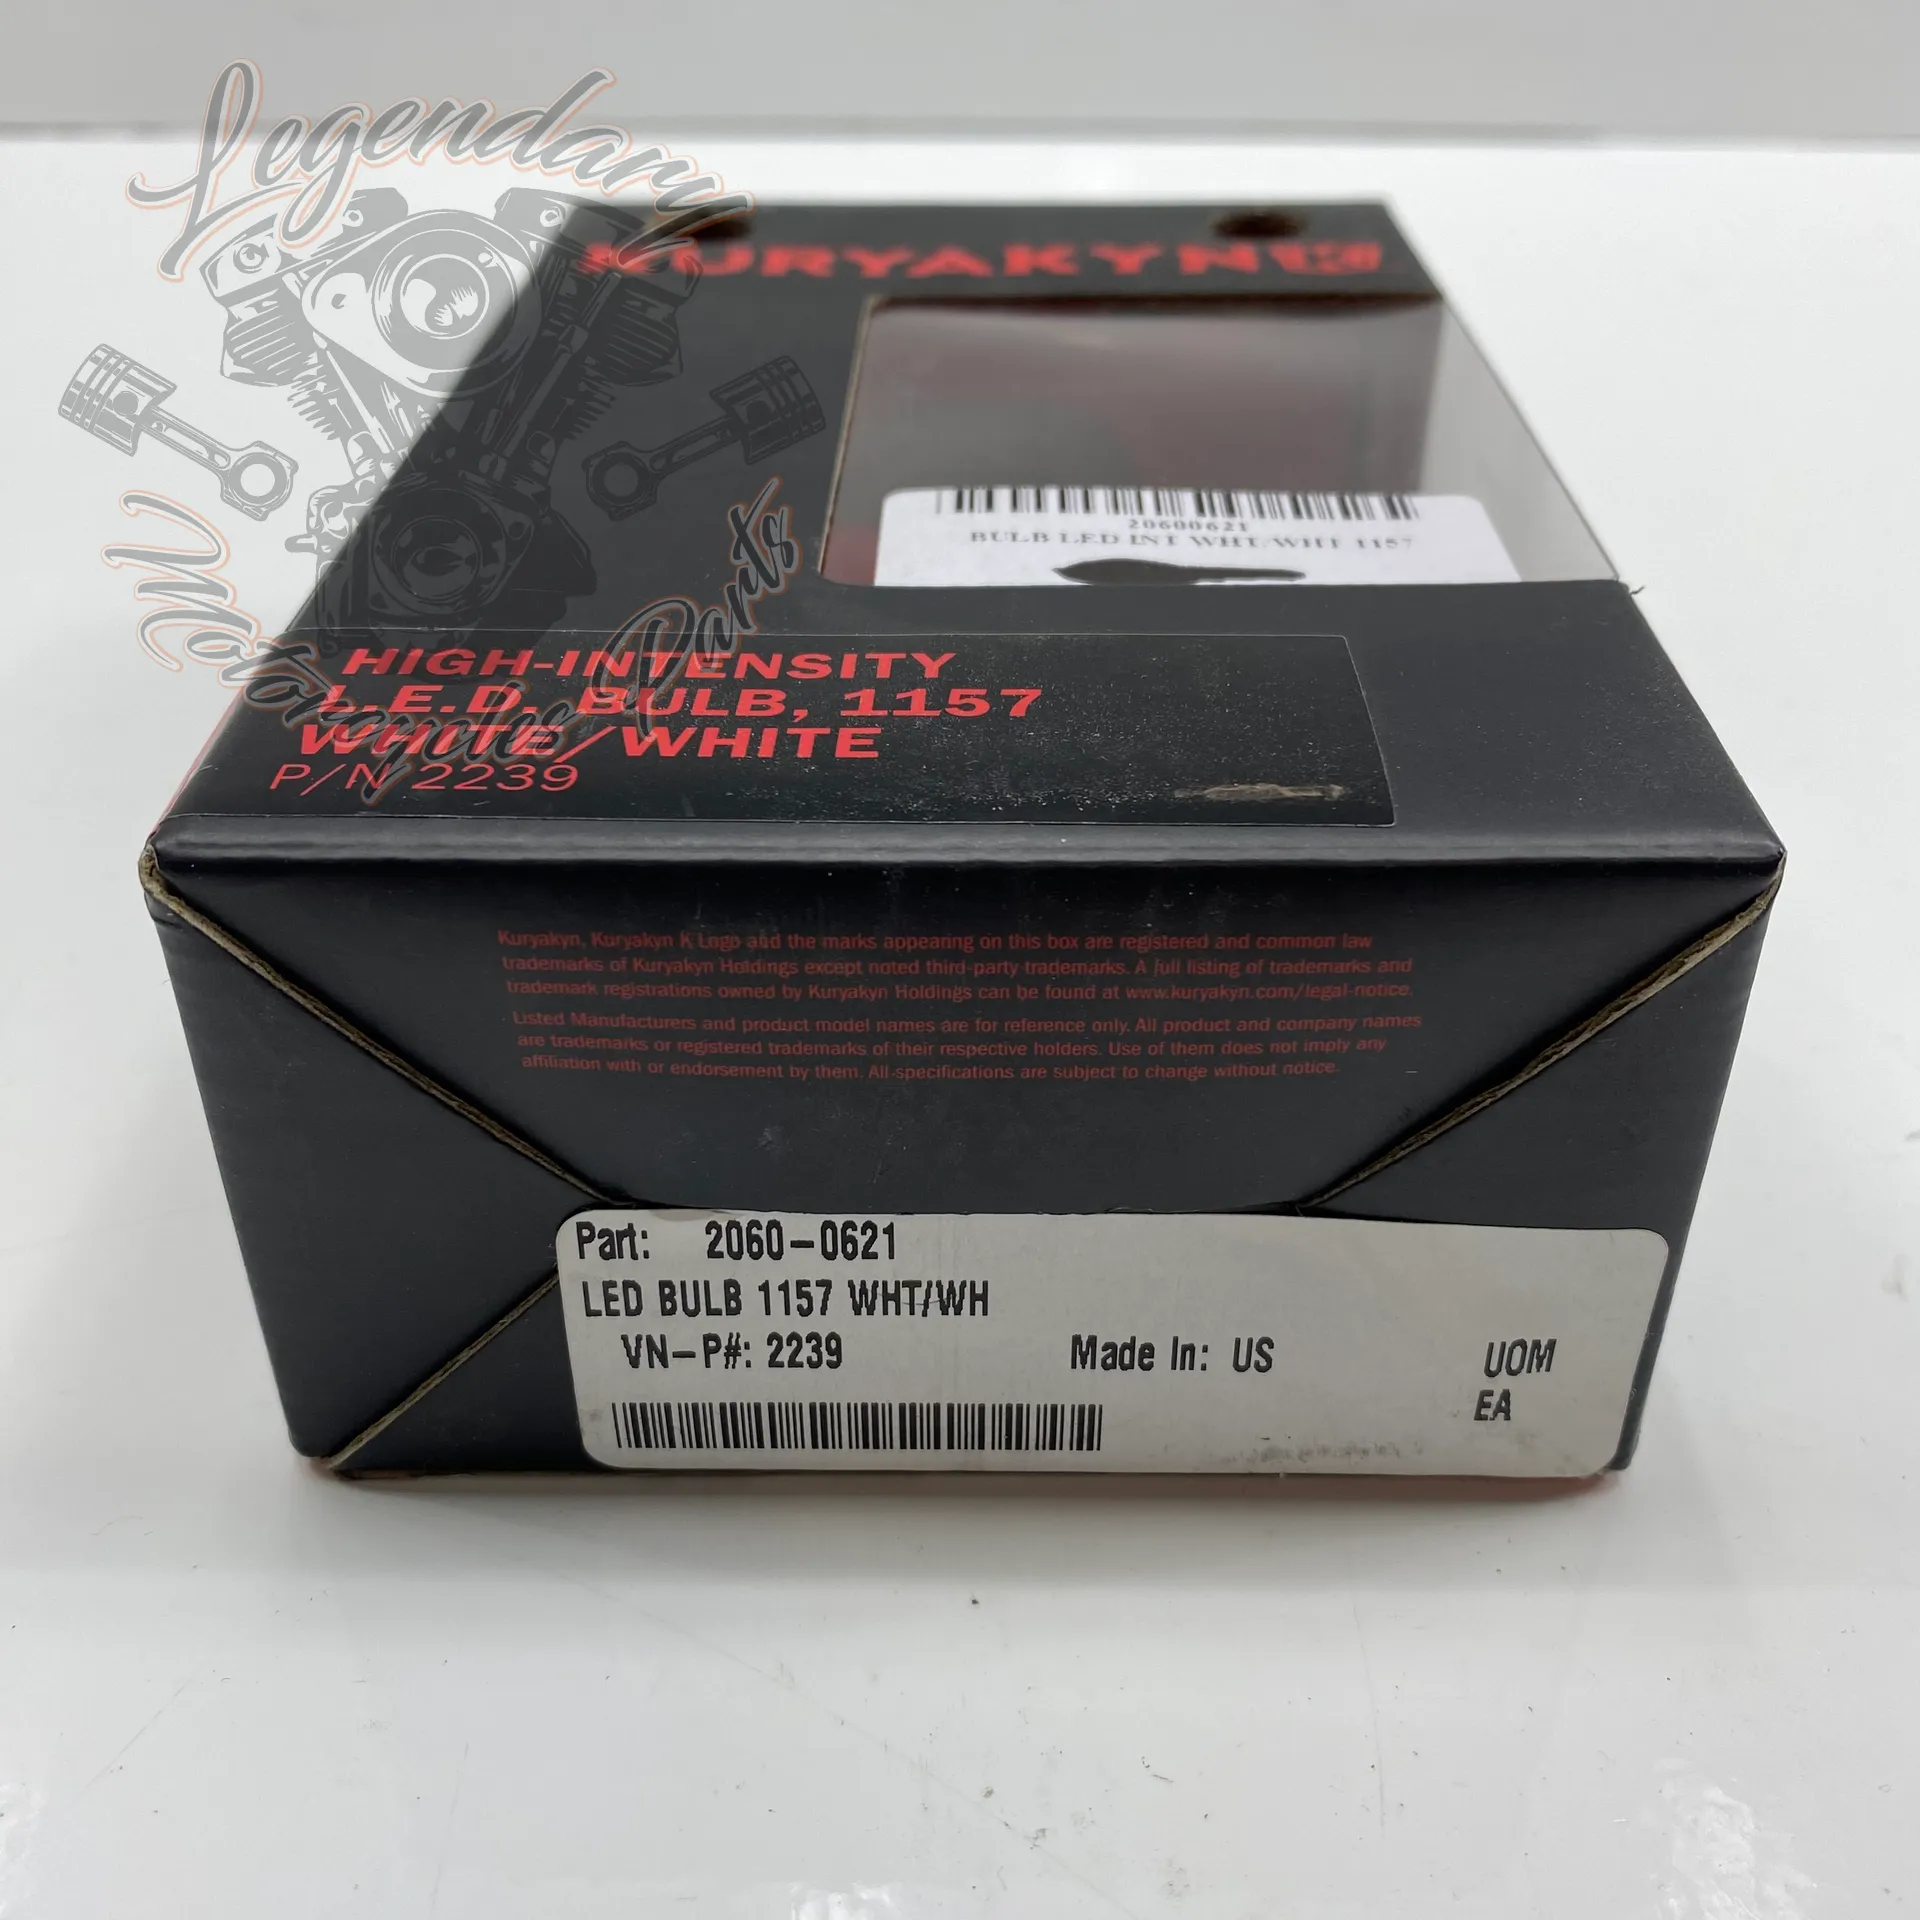 Legendary
Motorcycles Parts
KURYAKYN
20600621
BULB LED INT WHT/WHT 1157
HIGH-INTENSITY
L.E.D. BULB, 1157
WHITE/WHITE
P/N 2239
Kuryakyn, Kuryakyn K Logo and the marks appearing on this box are registered and common law
trademarks of Kuryakyn Holdings except noted third-party trademarks. A full listing of trademarks and
trademark registrations owned by Kuryakyn Holdings can be found at www.kuryakyn.com/legal-notice.
Listed Manufacturers and product model names are for reference only. All product and company names
are trademarks or registered trademarks of their respective holders. Use of them does not imply any
affiliation with or endorsement by them. All specifications are subject to change without notice.
Part: 2060-0621
LED BULB 1157 WHT/WH
VN-P#: 2239 Made In: US UOM
EA